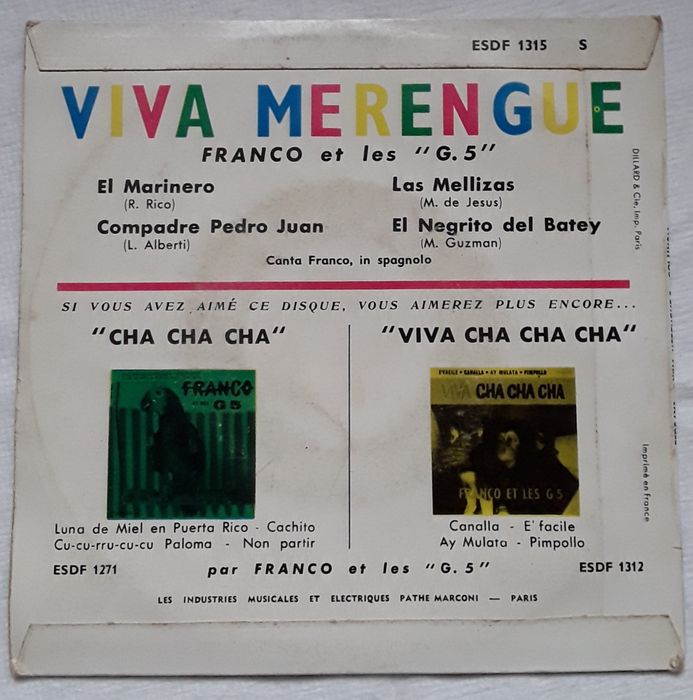 ESDF 1315 S
VIVA MERENGUE
FRANCO et les "G. 5"
El Marinero
(R. Rico)
Compadre Pedro Juan
(L. Alberti)
Las Mellizas
(M. de Jesus)
El Negrito del Batey
(M. Guzman)
Canta Franco, in spagnolo
SI VOUS AVEZ AIMÉ CE DISQUE, VOUS AIMEREZ PLUS ENCORE...
"CHA CHA CHA"
FRANCO
ET LES G 5
Luna de Miel en Puerta Rico - Cachito
Cu-cu-rru-cu-cu Paloma - Non partir
"VIVA CHA CHA CHA"
E'FACILE • CANALLA • AY MULATA • PIMPOLLO
VIVA CHA CHA CHA
FRANCO ET LES G 5
Canalla - E' facile
Ay Mulata - Pimpollo
ESDF 1271
par FRANCO et les "G. 5"
ESDF 1312
LES INDUSTRIES MUSICALES ET ELECTRIQUES PATHE MARCONI — PARIS
DILLARD & Cie. Imp. Paris
Imprimé en France